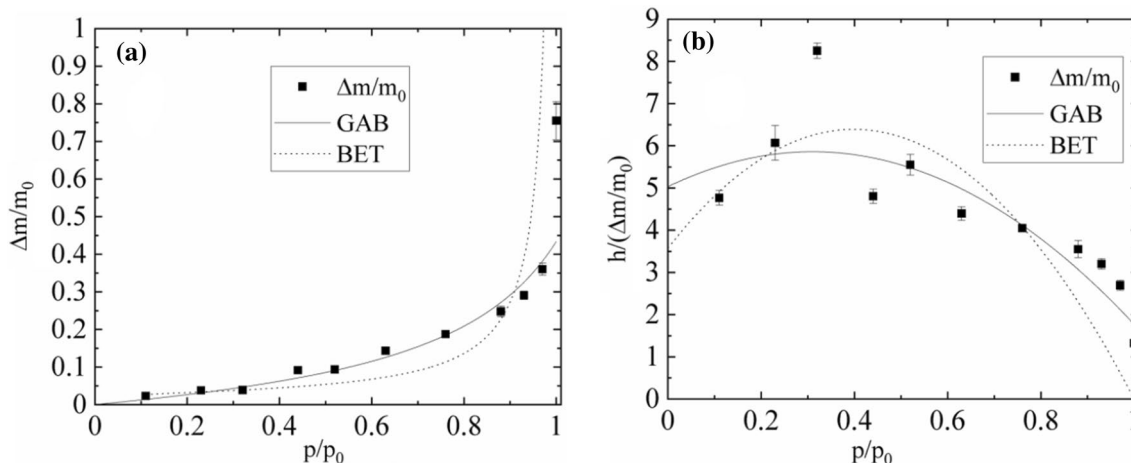 (a)
Δm/m₀
GAB
BET
Δm/m₀
1
0.9
0.8
0.7
0.6
0.5
0.4
0.3
0.2
0.1
0
0 0.2 0.4 0.6 0.8 1
p/p₀
(b)
Δm/m₀
GAB
BET
h/(Δm/m₀)
9
8
7
6
5
4
3
2
1
0
0 0.2 0.4 0.6 0.8
p/p₀